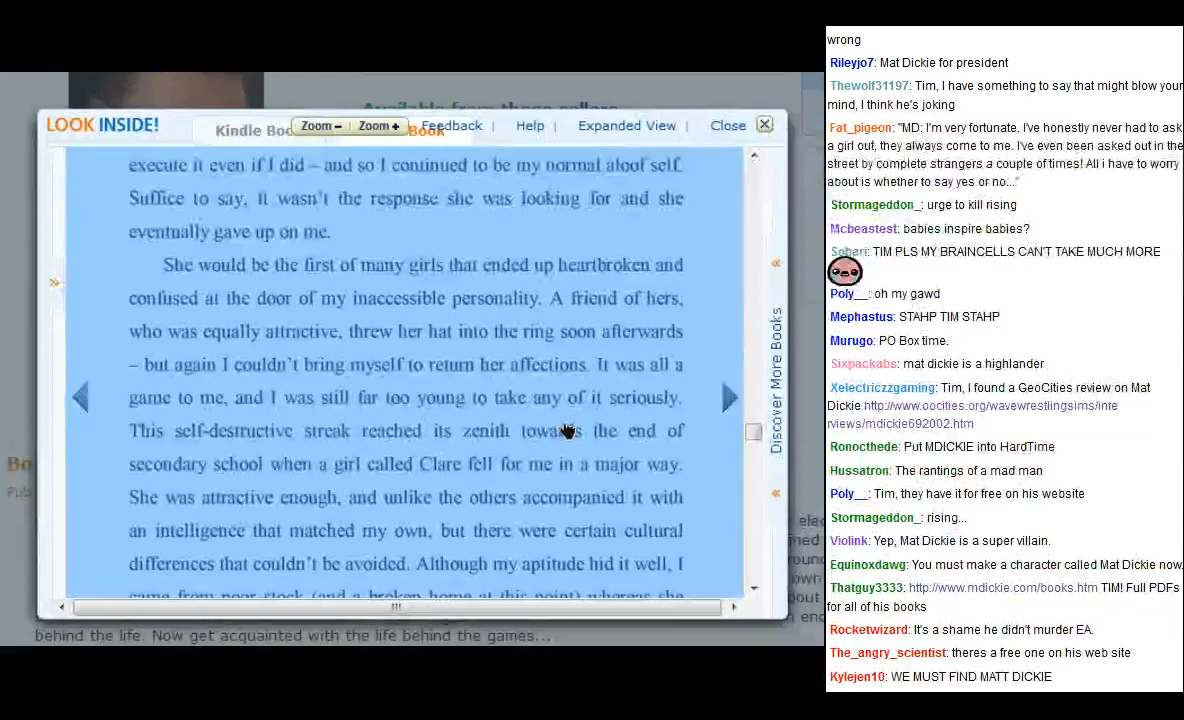 LOOK INSIDE!
Kindle Boo
Book
Zoom –
Zoom +
Feedback | Help | Expanded View | Close
execute it even if I did – and so I continued to be my normal aloof self.
Suffice to say, it wasn't the response she was looking for and she
eventually gave up on me.
She would be the first of many girls that ended up heartbroken and
confused at the door of my inaccessible personality. A friend of hers,
who was equally attractive, threw her hat into the ring soon afterwards
– but again I couldn't bring myself to return her affections. It was all a
game to me, and I was still far too young to take any of it seriously.
This self-destructive streak reached its zenith towards the end of
secondary school when a girl called Clare fell for me in a major way.
She was attractive enough, and unlike the others accompanied it with
an intelligence that matched my own, but there were certain cultural
differences that couldn't be avoided. Although my aptitude hid it well, I
came from poor stock (and a broken home at this point) whereas she
Discover More Books
behind the life. Now get acquainted with the life behind the games...
wrong
Rileyjo7: Mat Dickie for president
Thewolf31197: Tim, I have something to say that might blow your
mind, I think he's joking
Fat_pigeon: "MD: I'm very fortunate. I've honestly never had to ask
a girl out, they always come to me. I've even been asked out in the
street by complete strangers a couple of times! All i have to worry
about is whether to say yes or no..."
Stormageddon_: urge to kill rising
Mcbeastest: babies inspire babies?
Sobari: TIM PLS MY BRAINCELLS CAN'T TAKE MUCH MORE
Poly__: oh my gawd
Mephastus: STAHP TIM STAHP
Murugo: PO Box time.
Sixpackabs: mat dickie is a highlander
Xelectriczzgaming: Tim, I found a GeoCities review on Mat
Dickie http://www.oocities.org/wavewrestlingsims/inte
rviews/mdickie692002.htm
Ronocthede: Put MDICKIE into HardTime
Hussatron: The rantings of a mad man
Poly__: Tim, they have it for free on his website
Stormageddon_: rising...
Violink: Yep, Mat Dickie is a super villain.
Equinoxdawg: You must make a character called Mat Dickie now.
Thatguy3333: http://www.mdickie.com/books.htm TIM! Full PDFs
for all of his books
Rocketwizard: It's a shame he didn't murder EA.
The_angry_scientist: theres a free one on his web site
Kylejen10: WE MUST FIND MATT DICKIE